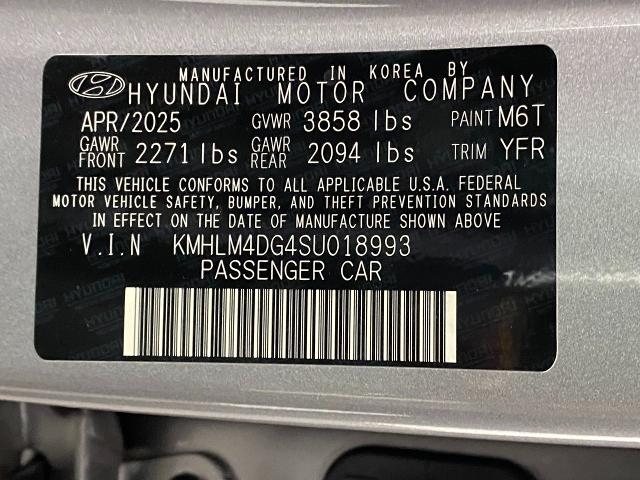 MANUFACTURED IN KOREA BY
HYUNDAI MOTOR COMPANY
APR/2025 GVWR 3858 lbs PAINT M6T
GAWR FRONT 2271 lbs GAWR REAR 2094 lbs TRIM YFR
THIS VEHICLE CONFORMS TO ALL APPLICABLE U.S.A. FEDERAL
MOTOR VEHICLE SAFETY, BUMPER, AND THEFT PREVENTION STANDARDS
IN EFFECT ON THE DATE OF MANUFACTURE SHOWN ABOVE
V.I.N KMHLM4DG4SU018993
PASSENGER CAR